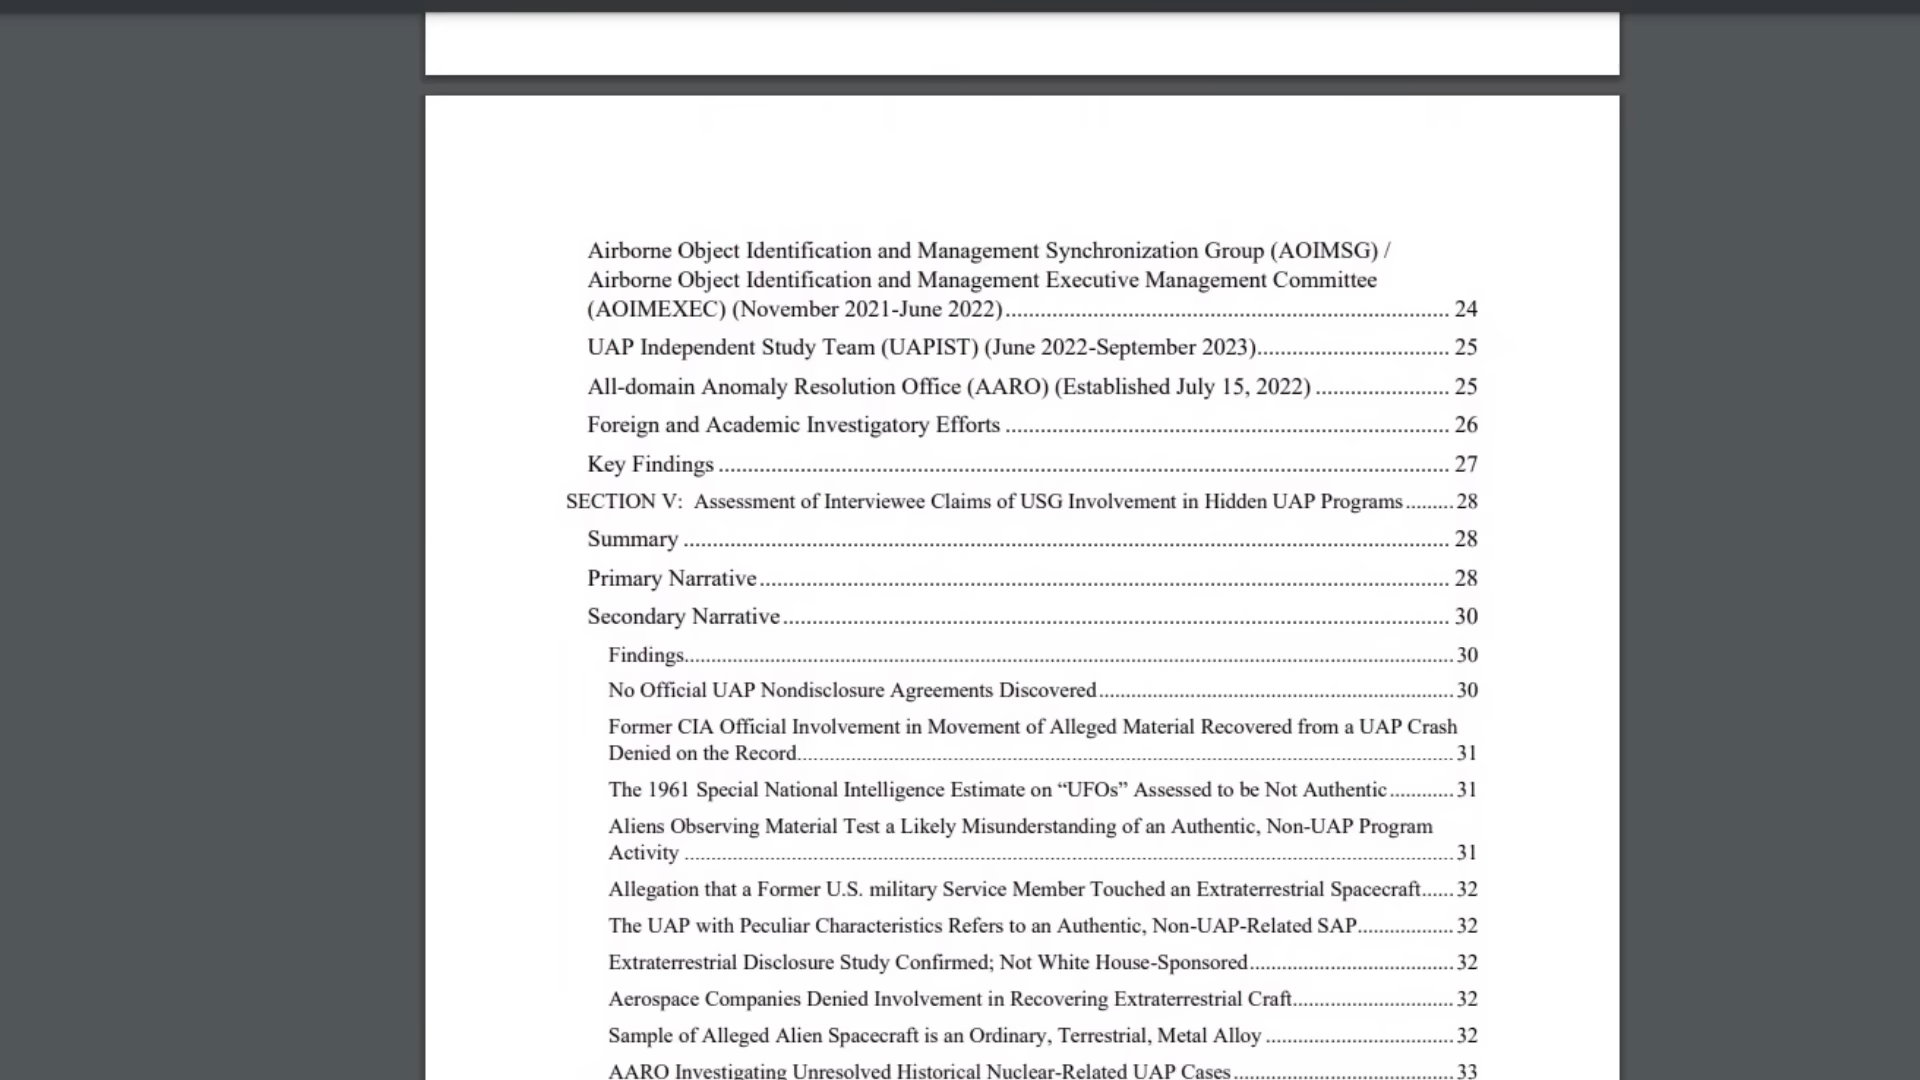 Airborne Object Identification and Management Synchronization Group (AOIMSG) /
Airborne Object Identification and Management Executive Management Committee
(AOIMEXEC) (November 2021-June 2022)........................................................................... 24
UAP Independent Study Team (UAPIST) (June 2022-September 2023)................................ 25
All-domain Anomaly Resolution Office (AARO) (Established July 15, 2022) ...................... 25
Foreign and Academic Investigatory Efforts ........................................................................... 26
Key Findings ............................................................................................................................ 27
SECTION V: Assessment of Interviewee Claims of USG Involvement in Hidden UAP Programs.........28
Summary .................................................................................................................................. 28
Primary Narrative..................................................................................................................... 28
Secondary Narrative................................................................................................................. 30
Findings....................................................................................................................................30
No Official UAP Nondisclosure Agreements Discovered................................................................30
Former CIA Official Involvement in Movement of Alleged Material Recovered from a UAP Crash
Denied on the Record.....................................................................................................................31
The 1961 Special National Intelligence Estimate on “UFOs” Assessed to be Not Authentic............31
Aliens Observing Material Test a Likely Misunderstanding of an Authentic, Non-UAP Program
Activity ..........................................................................................................................................31
Allegation that a Former U.S. military Service Member Touched an Extraterrestrial Spacecraft......32
The UAP with Peculiar Characteristics Refers to an Authentic, Non-UAP-Related SAP..................32
Extraterrestrial Disclosure Study Confirmed; Not White House-Sponsored.....................................32
Aerospace Companies Denied Involvement in Recovering Extraterrestrial Craft.............................32
Sample of Alleged Alien Spacecraft is an Ordinary, Terrestrial, Metal Alloy ..................................32
AARO Investigating Unresolved Historical Nuclear-Related UAP Cases........................................33